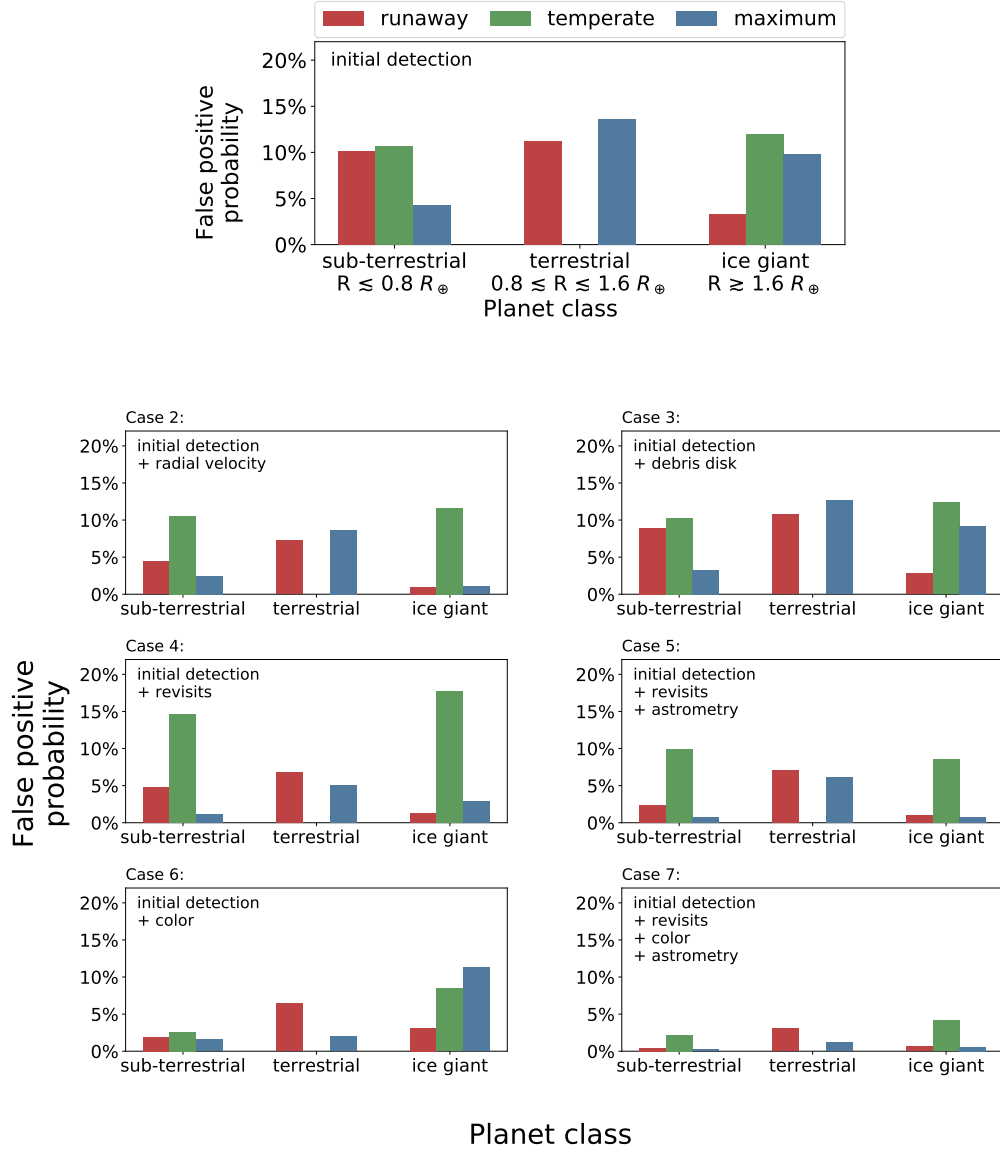 runaway temperate maximum
initial detection
20%
15%
10%
5%
0%
False positive
probability
sub-terrestrial terrestrial ice giant
R ≲ 0.8 R⊕ 0.8 ≲ R ≲ 1.6 R⊕ R ≳ 1.6 R⊕
Planet class
Case 2:
initial detection
+ radial velocity
20%
15%
10%
5%
0%
sub-terrestrial terrestrial ice giant
Case 3:
initial detection
+ debris disk
20%
15%
10%
5%
0%
sub-terrestrial terrestrial ice giant
False positive
probability
Case 4:
initial detection
+ revisits
20%
15%
10%
5%
0%
sub-terrestrial terrestrial ice giant
Case 5:
initial detection
+ revisits
+ astrometry
20%
15%
10%
5%
0%
sub-terrestrial terrestrial ice giant
Case 6:
initial detection
+ color
20%
15%
10%
5%
0%
sub-terrestrial terrestrial ice giant
Case 7:
initial detection
+ revisits
+ color
+ astrometry
20%
15%
10%
5%
0%
sub-terrestrial terrestrial ice giant
Planet class